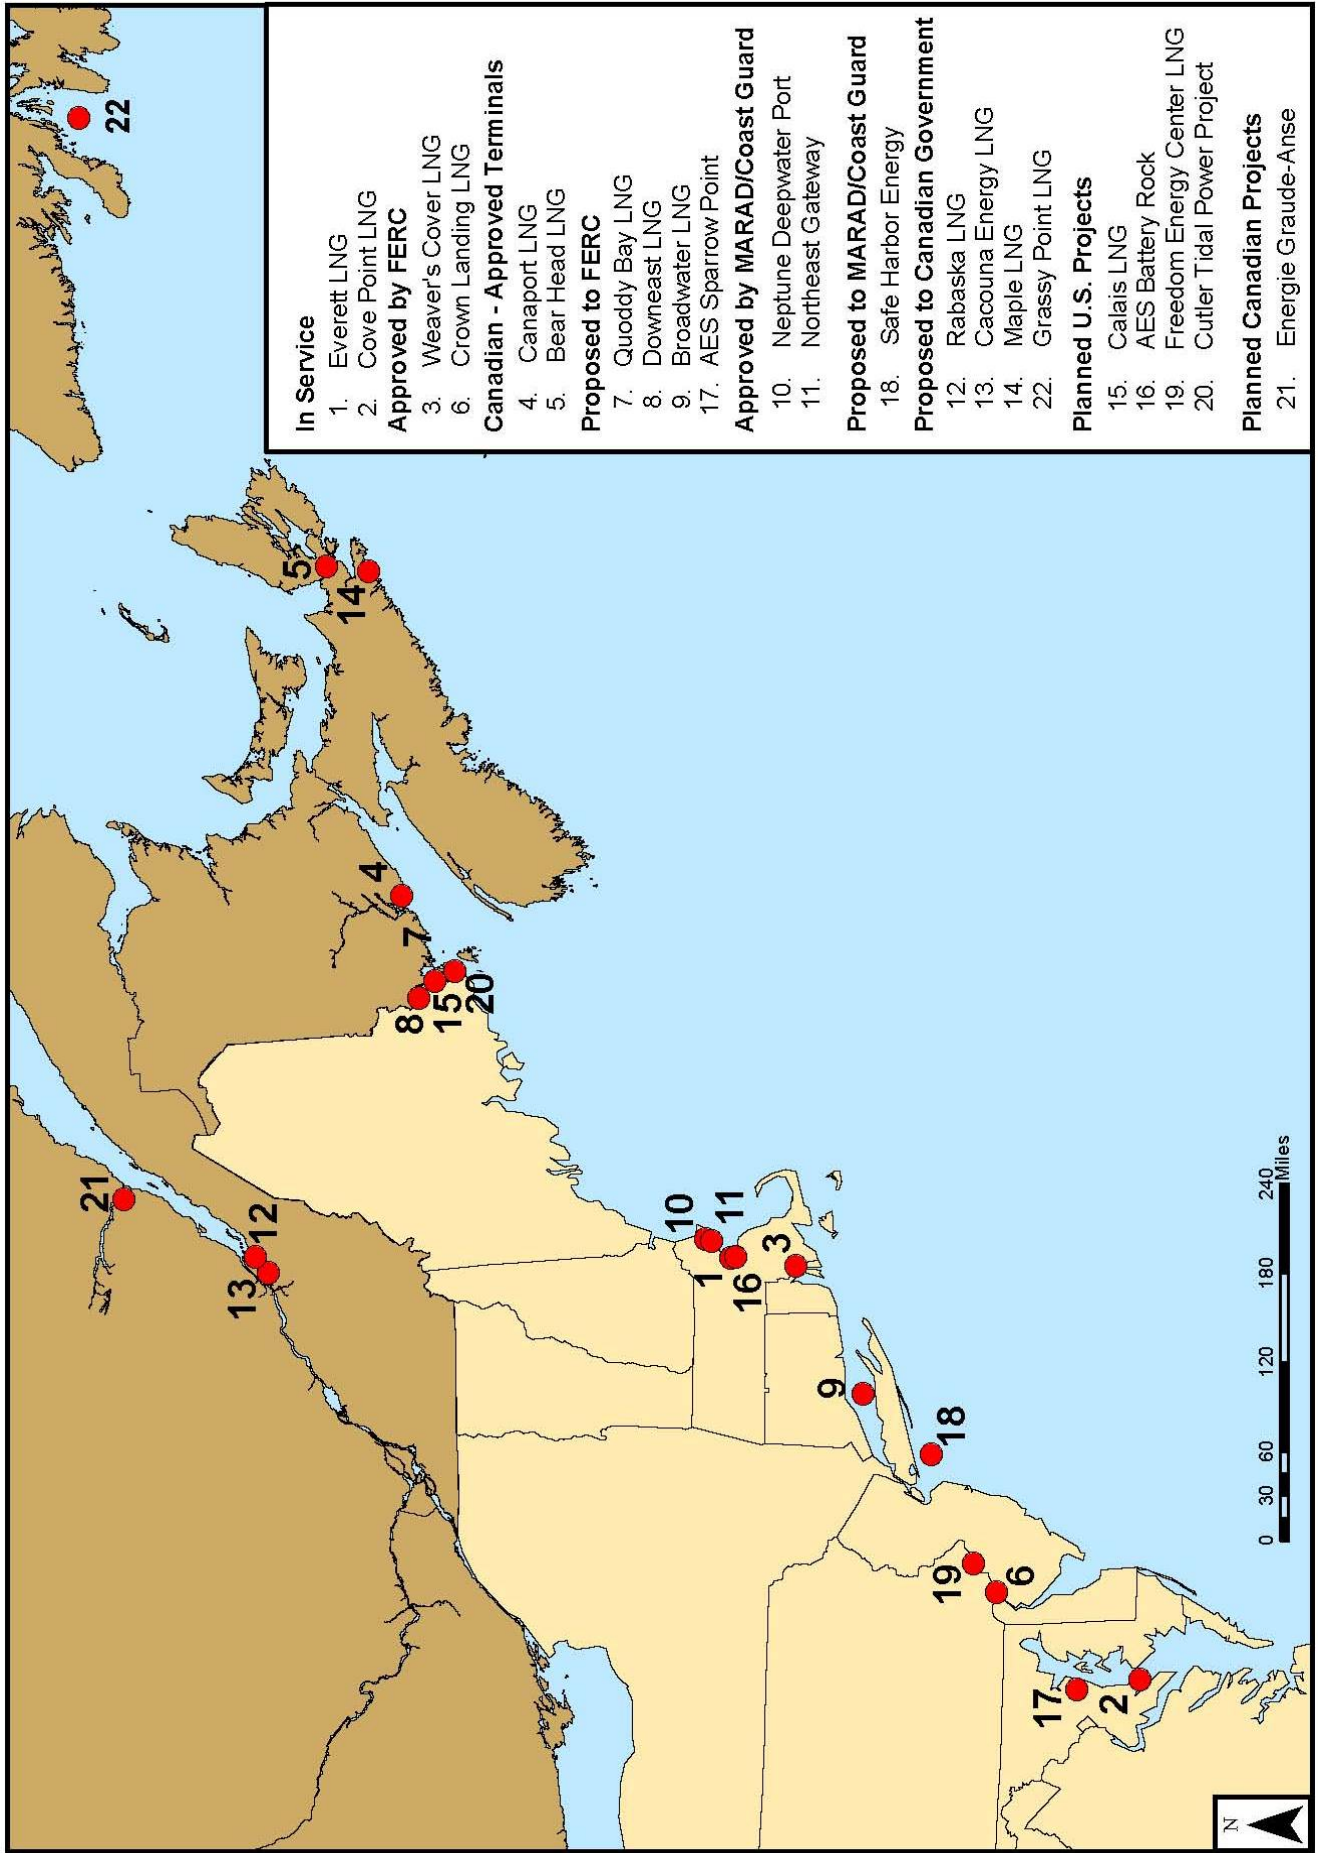 22
5
14
4
7
8
15
20
21
12
13
10
11
1
16
3
9
18
19
6
17
2
In Service
1. Everett LNG
2. Cove Point LNG
Approved by FERC
3. Weaver's Cover LNG
6. Crown Landing LNG
Canadian - Approved Terminals
4. Canaport LNG
5. Bear Head LNG
Proposed to FERC
7. Quoddy Bay LNG
8. Downeast LNG
9. Broadwater LNG
17. AES Sparrow Point
Approved by MARAD/Coast Guard
10. Neptune Deepwater Port
11. Northeast Gateway
Proposed to MARAD/Coast Guard
18. Safe Harbor Energy
Proposed to Canadian Government
12. Rabaska LNG
13. Cacouna Energy LNG
14. Maple LNG
22. Grassy Point LNG
Planned U.S. Projects
15. Calais LNG
16. AES Battery Rock
19. Freedom Energy Center LNG
20. Cutler Tidal Power Project
Planned Canadian Projects
21. Energie Graude-Anse
0 30 60 120 180 240
Miles
N